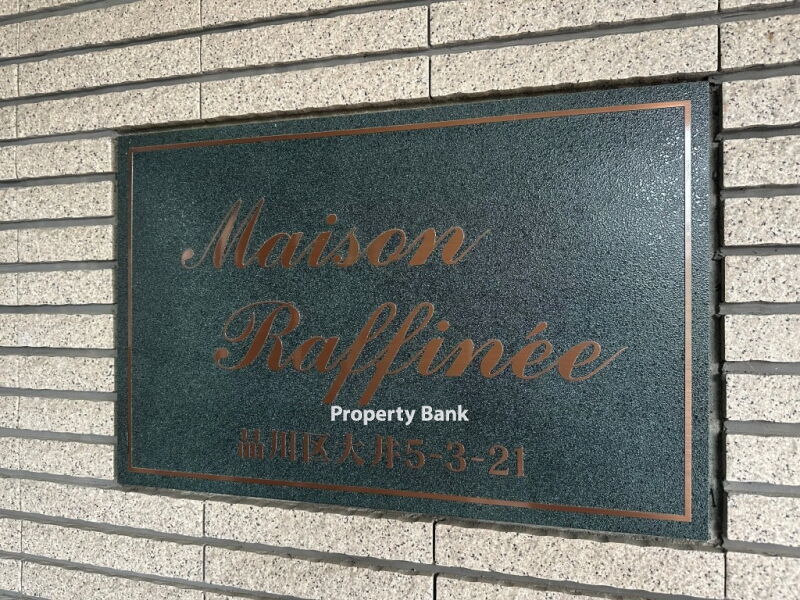 Maison
Raffinée
Property Bank
品川区大井5-3-21